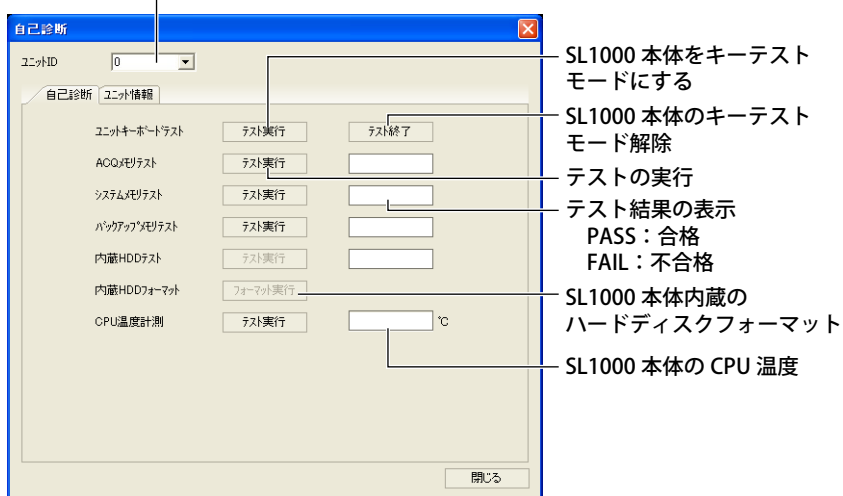 自己診断
ユニットID 0
自己診断 ユニット情報
ユニットキーボードテスト テスト実行 テスト終了
ACQメモリテスト テスト実行
システムメモリテスト テスト実行
バックアップメモリテスト テスト実行
内蔵HDDテスト テスト実行
内蔵HDDフォーマット フォーマット実行
CPU温度計測 テスト実行 ℃
閉じる
SL1000 本体をキーテスト
モードにする
SL1000 本体のキーテスト
モード解除
テストの実行
テスト結果の表示
PASS：合格
FAIL：不合格
SL1000 本体内蔵の
ハードディスクフォーマット
SL1000 本体の CPU 温度